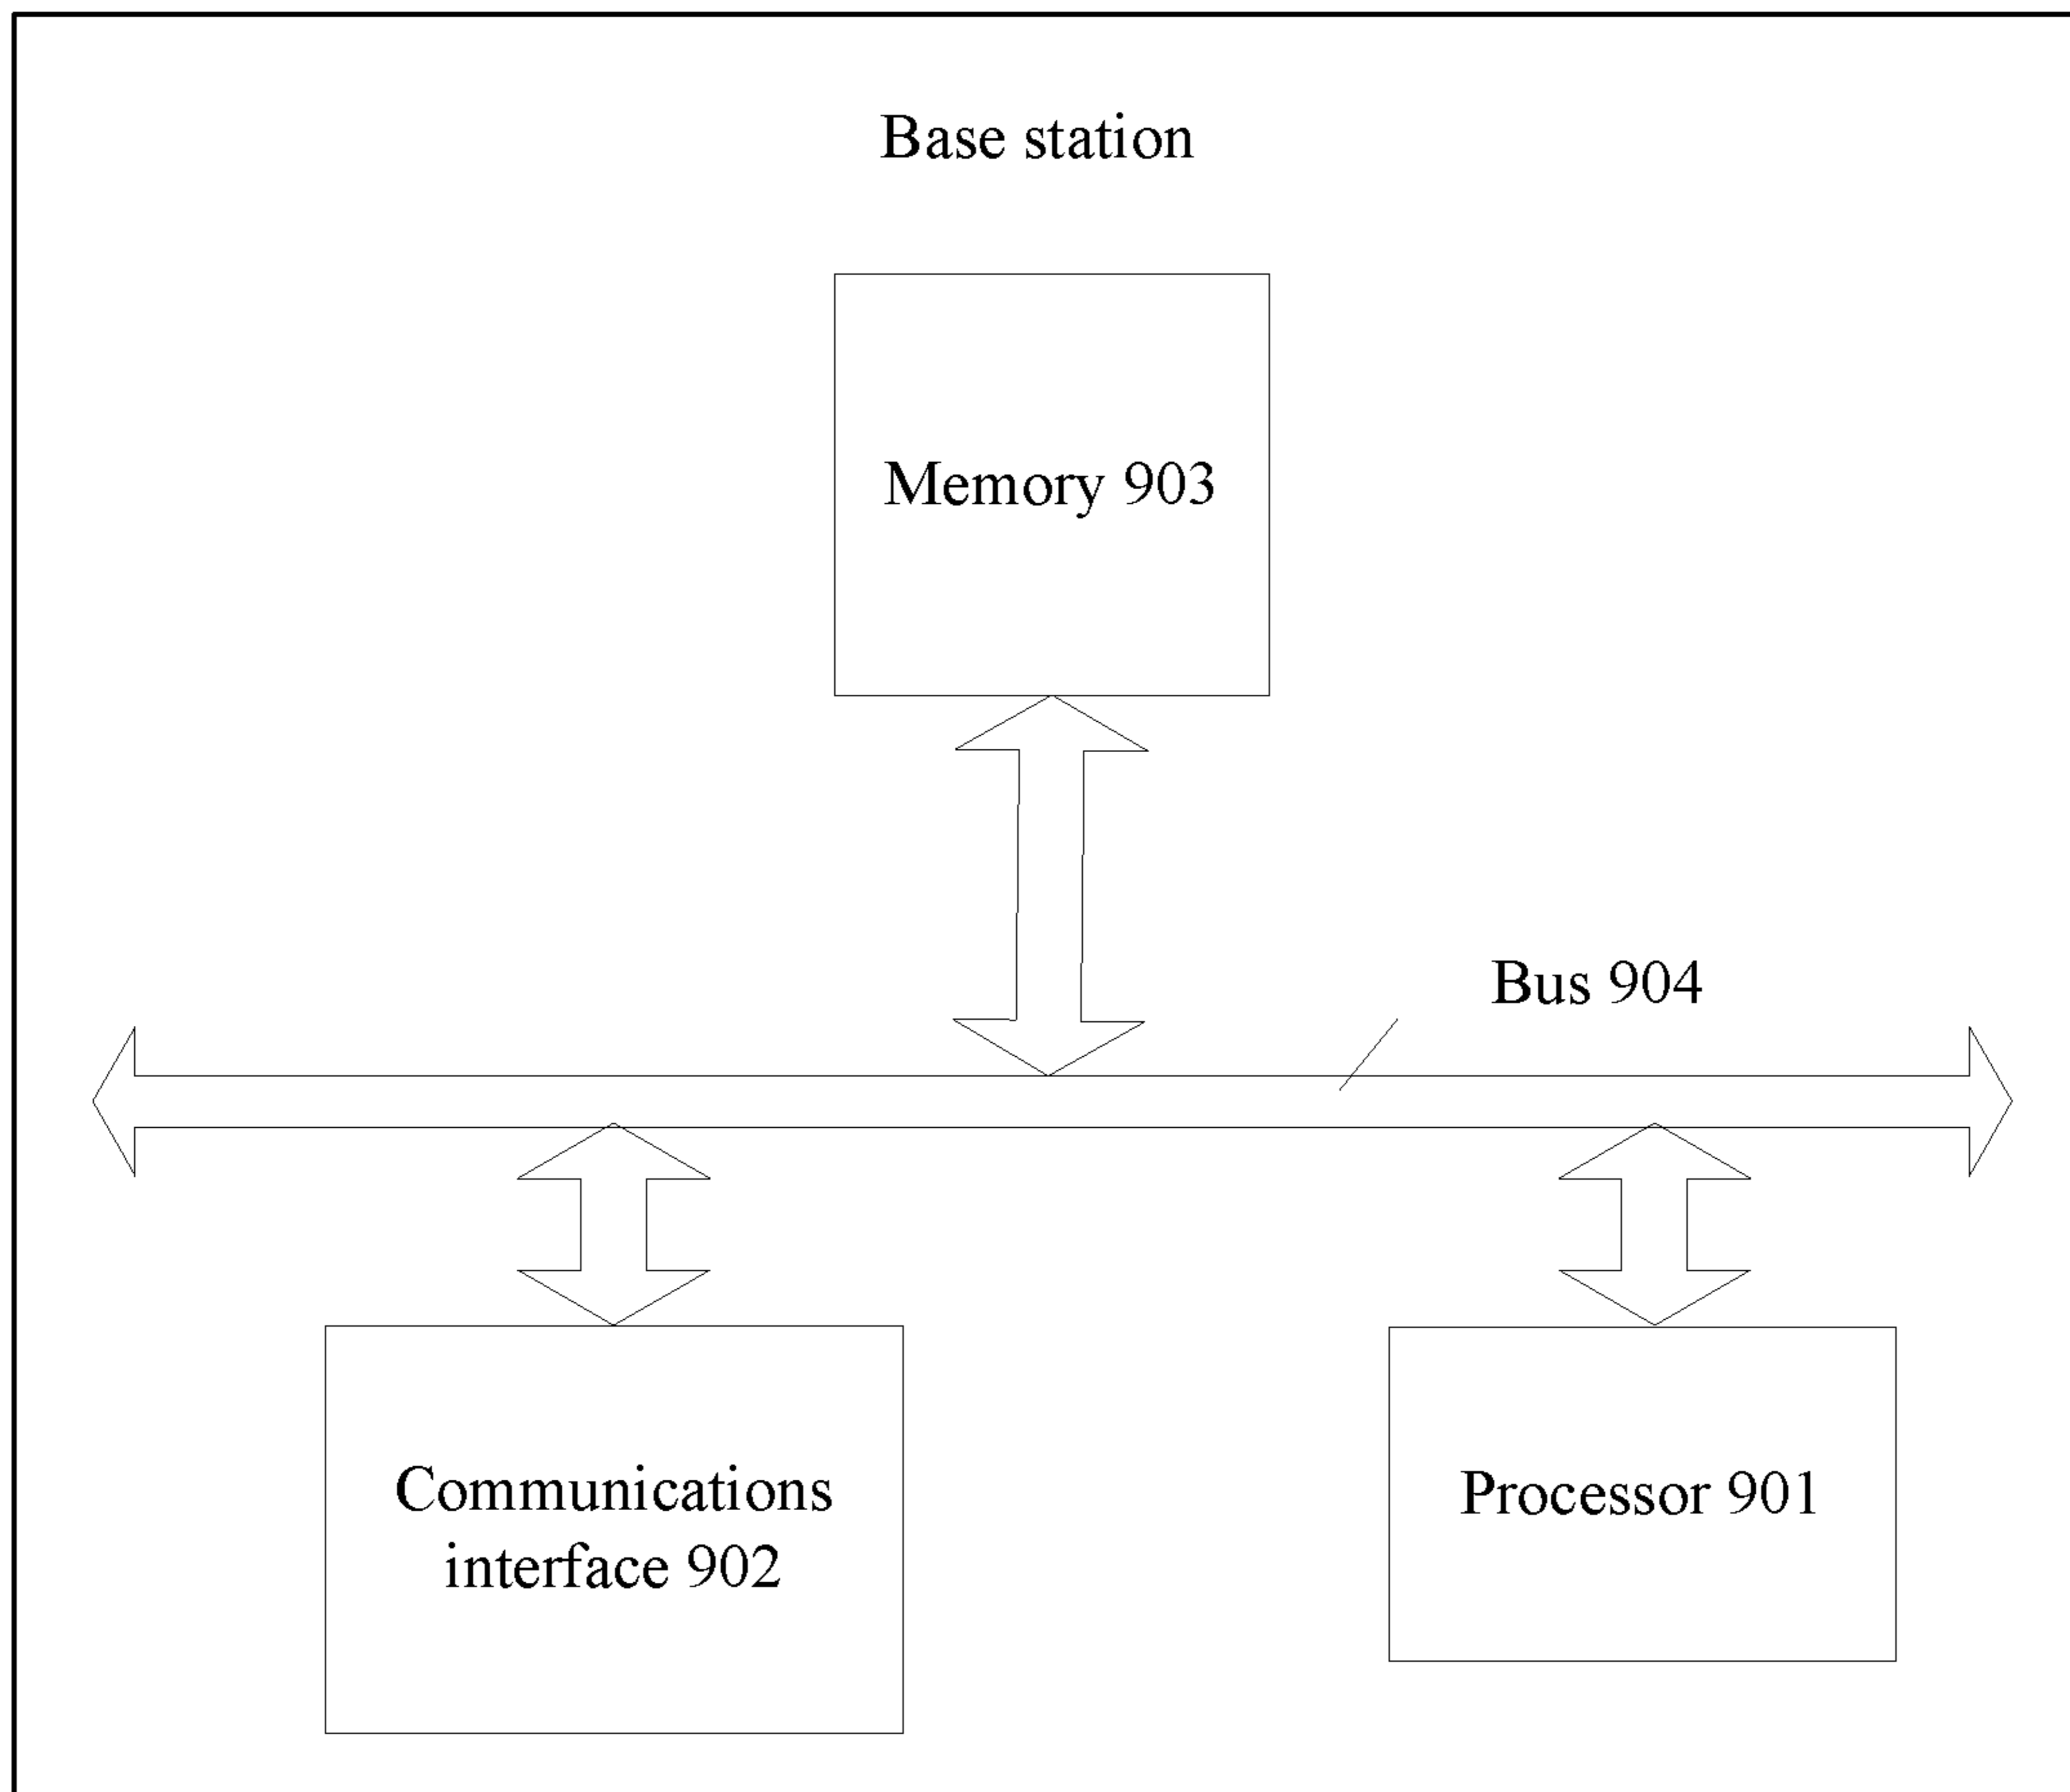 Base station
Memory 903
Bus 904
Communications
interface 902
Processor 901